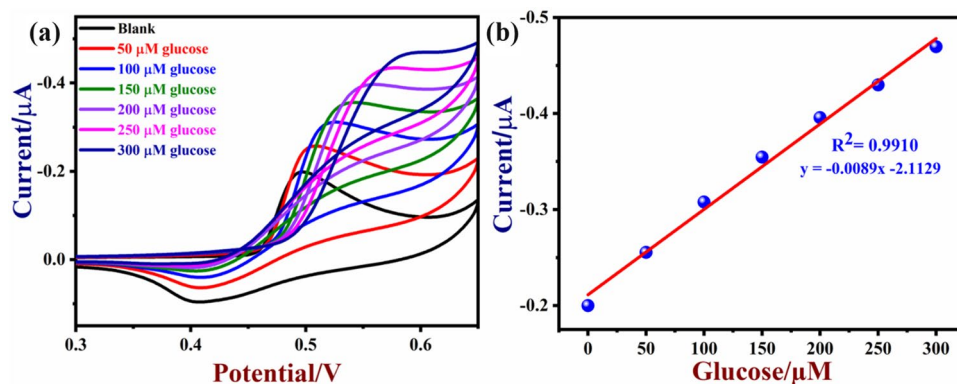 (a)
Blank
50 μM glucose
100 μM glucose
150 μM glucose
200 μM glucose
250 μM glucose
300 μM glucose
Current/μA
-0.4
-0.2
0.0
0.3
0.4
0.5
0.6
Potential/V
(b)
Current/μA
-0.5
-0.4
-0.3
-0.2
R²= 0.9910
y = -0.0089x -2.1129
0
50
100
150
200
250
300
Glucose/μM